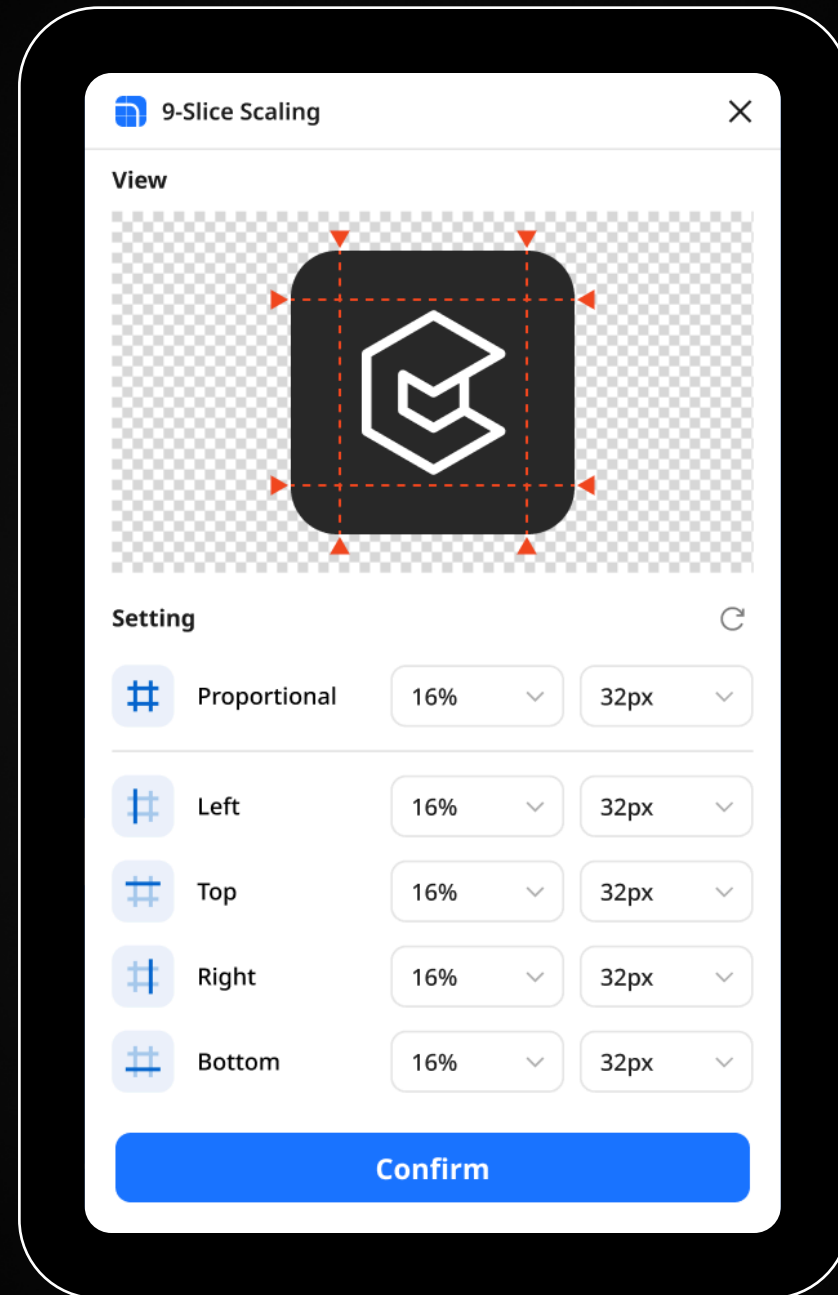 9-Slice Scaling
View
Setting
Proportional 16% 32px
Left 16% 32px
Top 16% 32px
Right 16% 32px
Bottom 16% 32px
Confirm